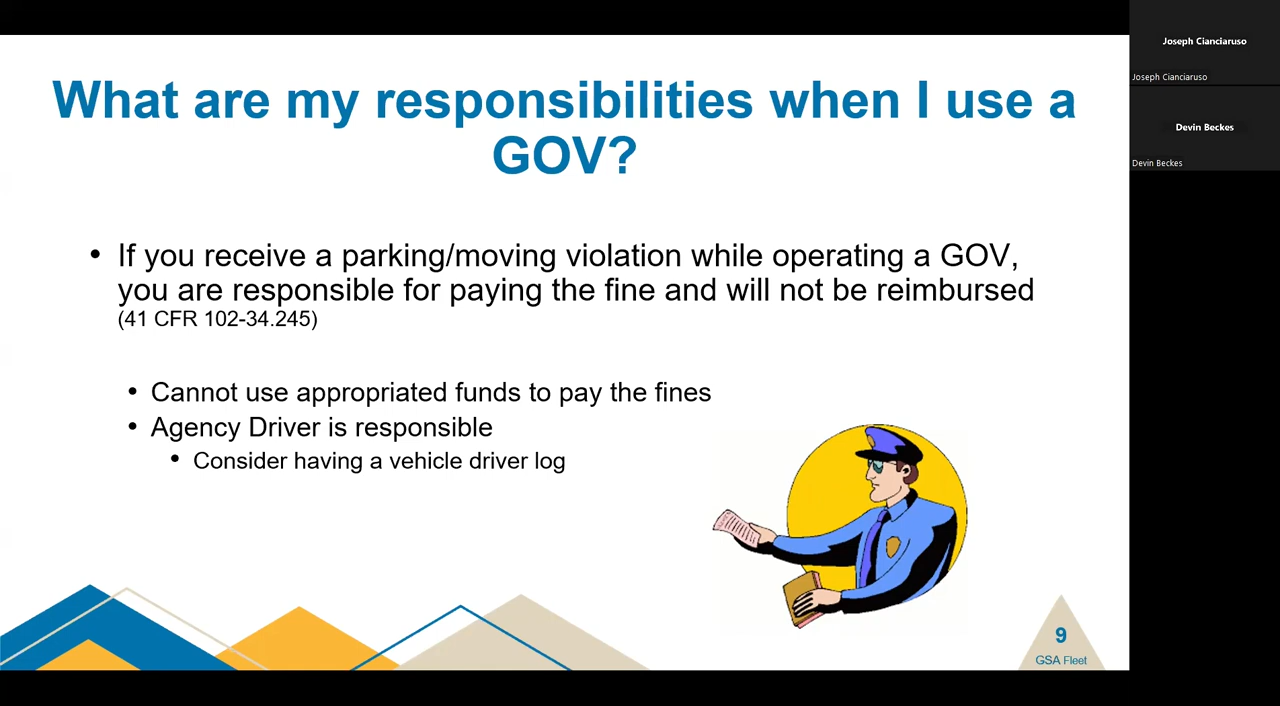 What are my responsibilities when I use a
GOV?
• If you receive a parking/moving violation while operating a GOV,
you are responsible for paying the fine and will not be reimbursed
(41 CFR 102-34.245)
• Cannot use appropriated funds to pay the fines
• Agency Driver is responsible
• Consider having a vehicle driver log
9
GSA Fleet
Joseph Cianciaruso
Joseph Cianciaruso
Devin Beckes
Devin Beckes